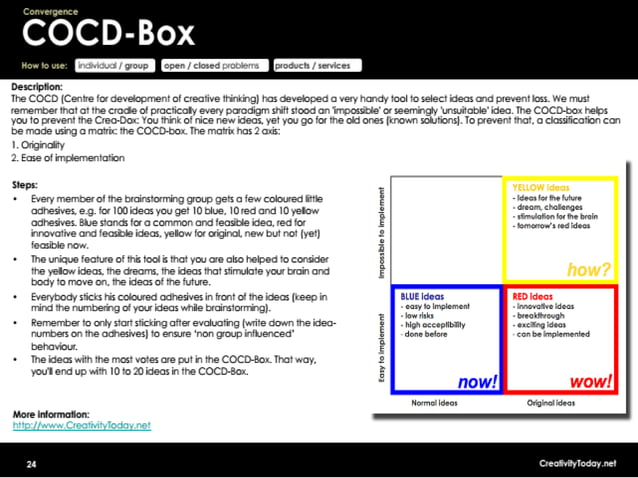 Convergence
COCD-Box
How to use: individual / group open / closed problems products / services
Description:
The COCD (Centre for development of creative thinking) has developed a very handy tool to select ideas and prevent loss. We must
remember that at the cradle of practically every paradigm shift stood an 'impossible' or seemingly 'unsuitable' idea. The COCD-box helps
you to prevent the Crea-Dox: You think of nice new ideas, yet you go for the old ones (known solutions). To prevent that, a classification can
be made using a matrix: the COCD-box. The matrix has 2 axis:
1. Originality
2. Ease of implementation
Steps:
• Every member of the brainstorming group gets a few coloured little
adhesives, e.g. for 100 ideas you get 10 blue, 10 red and 10 yellow
adhesives. Blue stands for a common and feasible idea, red for
innovative and feasible ideas, yellow for original, new but not (yet)
feasible now.
• The unique feature of this tool is that you are also helped to consider
the yellow ideas, the dreams, the ideas that stimulate your brain and
body to move on, the ideas of the future.
• Everybody sticks his coloured adhesives in front of the ideas (keep in
mind the numbering of your ideas while brainstorming).
• Remember to only start sticking after evaluating (write down the idea-
numbers on the adhesives) to ensure 'non group influenced'
behaviour.
• The ideas with the most votes are put in the COCD-Box. That way,
you'll end up with 10 to 20 ideas in the COCD-Box.
More information:
http://www.CreativityToday.net
Impossible to implement
Easy to implement
YELLOW ideas
- Ideas for the future
- dream, challenges
- stimulation for the brain
- tomorrow's red ideas
how?
BLUE ideas
- easy to implement
- low risks
- high acceptibility
- done before
now!
RED ideas
- innovative ideas
- breakthrough
- exciting ideas
- can be implemented
wow!
Normal ideas
Original ideas
24
CreativityToday.net